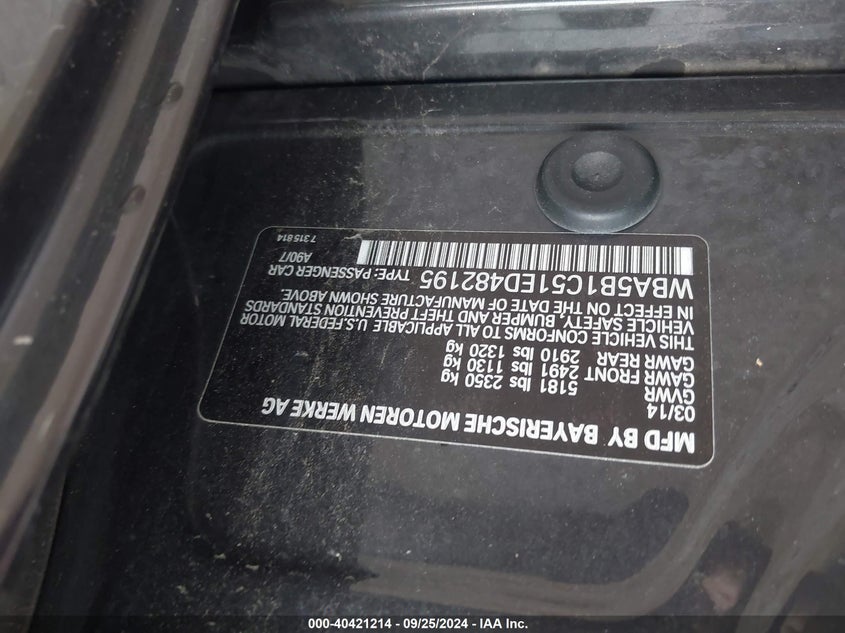 MFD BY BAYERISCHE MOTOREN WERKE AG
03/14
GVWR 5181 lbs 2350 kg
GAWR FRONT 2491 lbs 1130 kg
GAWR REAR 2910 lbs 1320 kg
THIS VEHICLE CONFORMS TO ALL APPLICABLE U.S.FEDERAL MOTOR
VEHICLE SAFETY, BUMPER AND THEFT PREVENTION STANDARDS
IN EFFECT ON THE DATE OF MANUFACTURE SHOWN ABOVE.
WBA5B1C51ED482195 TYPE: PASSENGER CAR
A90/7
7 315 814
000-40421214 - 09/25/2024 - IAA Inc.